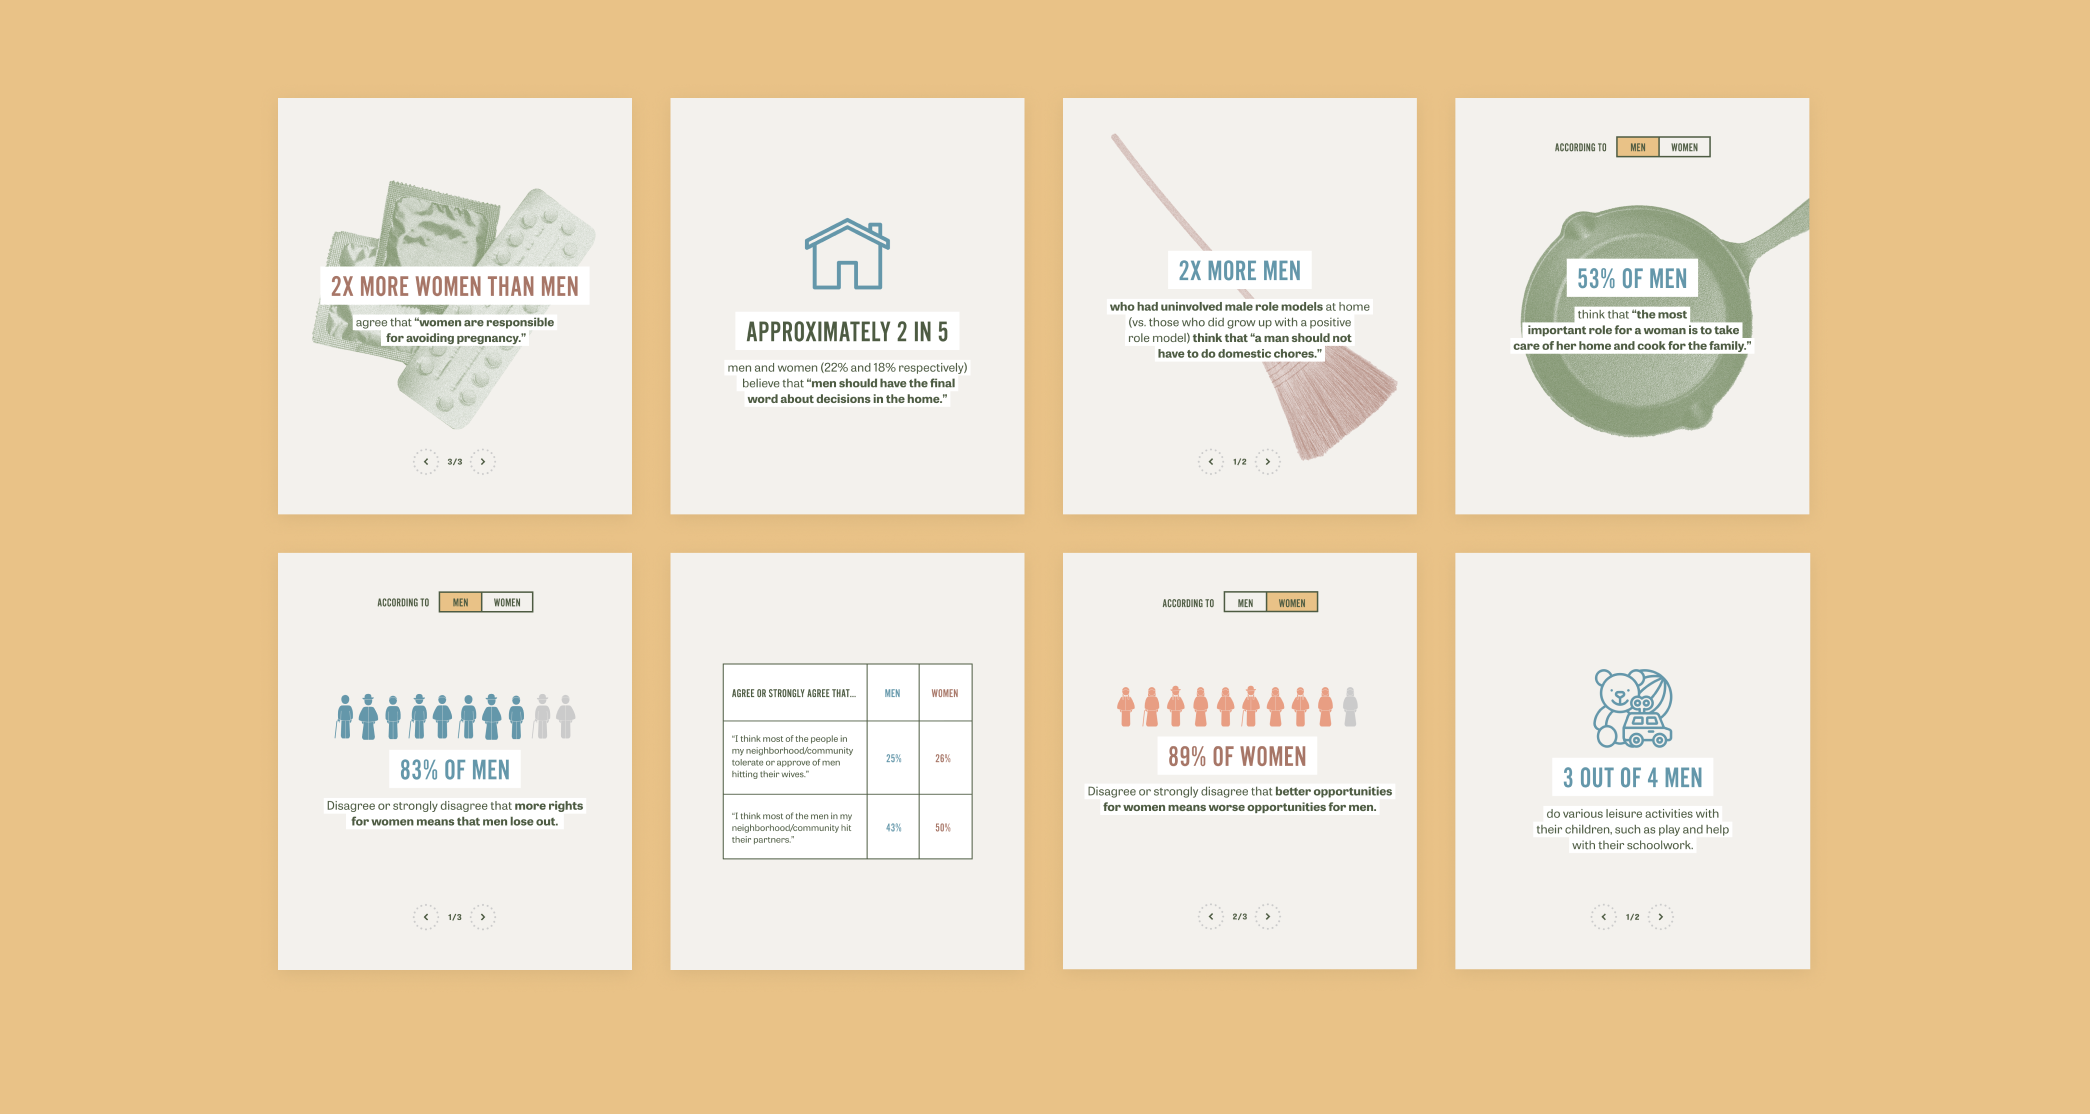 2X MORE WOMEN THAN MEN
agree that “women are responsible
for avoiding pregnancy.”
3/3
APPROXIMATELY 2 IN 5
men and women (22% and 18% respectively)
believe that “men should have the final
word about decisions in the home.”
2X MORE MEN
who had uninvolved male role models at home
(vs. those who did grow up with a positive
role model) think that “a man should not
have to do domestic chores.”
1/2
ACCORDING TO MEN WOMEN
53% OF MEN
think that “the most
important role for a woman is to take
care of her home and cook for the family.”
ACCORDING TO MEN WOMEN
83% OF MEN
Disagree or strongly disagree that more rights
for women means that men lose out.
1/3
AGREE OR STRONGLY AGREE THAT... MEN WOMEN
“I think most of the people in
my neighborhood/community
tolerate or approve of men
hitting their wives.”
25% 26%
“I think most of the men in my
neighborhood/community hit
their partners.”
43% 50%
ACCORDING TO MEN WOMEN
89% OF WOMEN
Disagree or strongly disagree that better opportunities
for women means worse opportunities for men.
2/3
3 OUT OF 4 MEN
do various leisure activities with
their children, such as play and help
with their schoolwork.
1/2